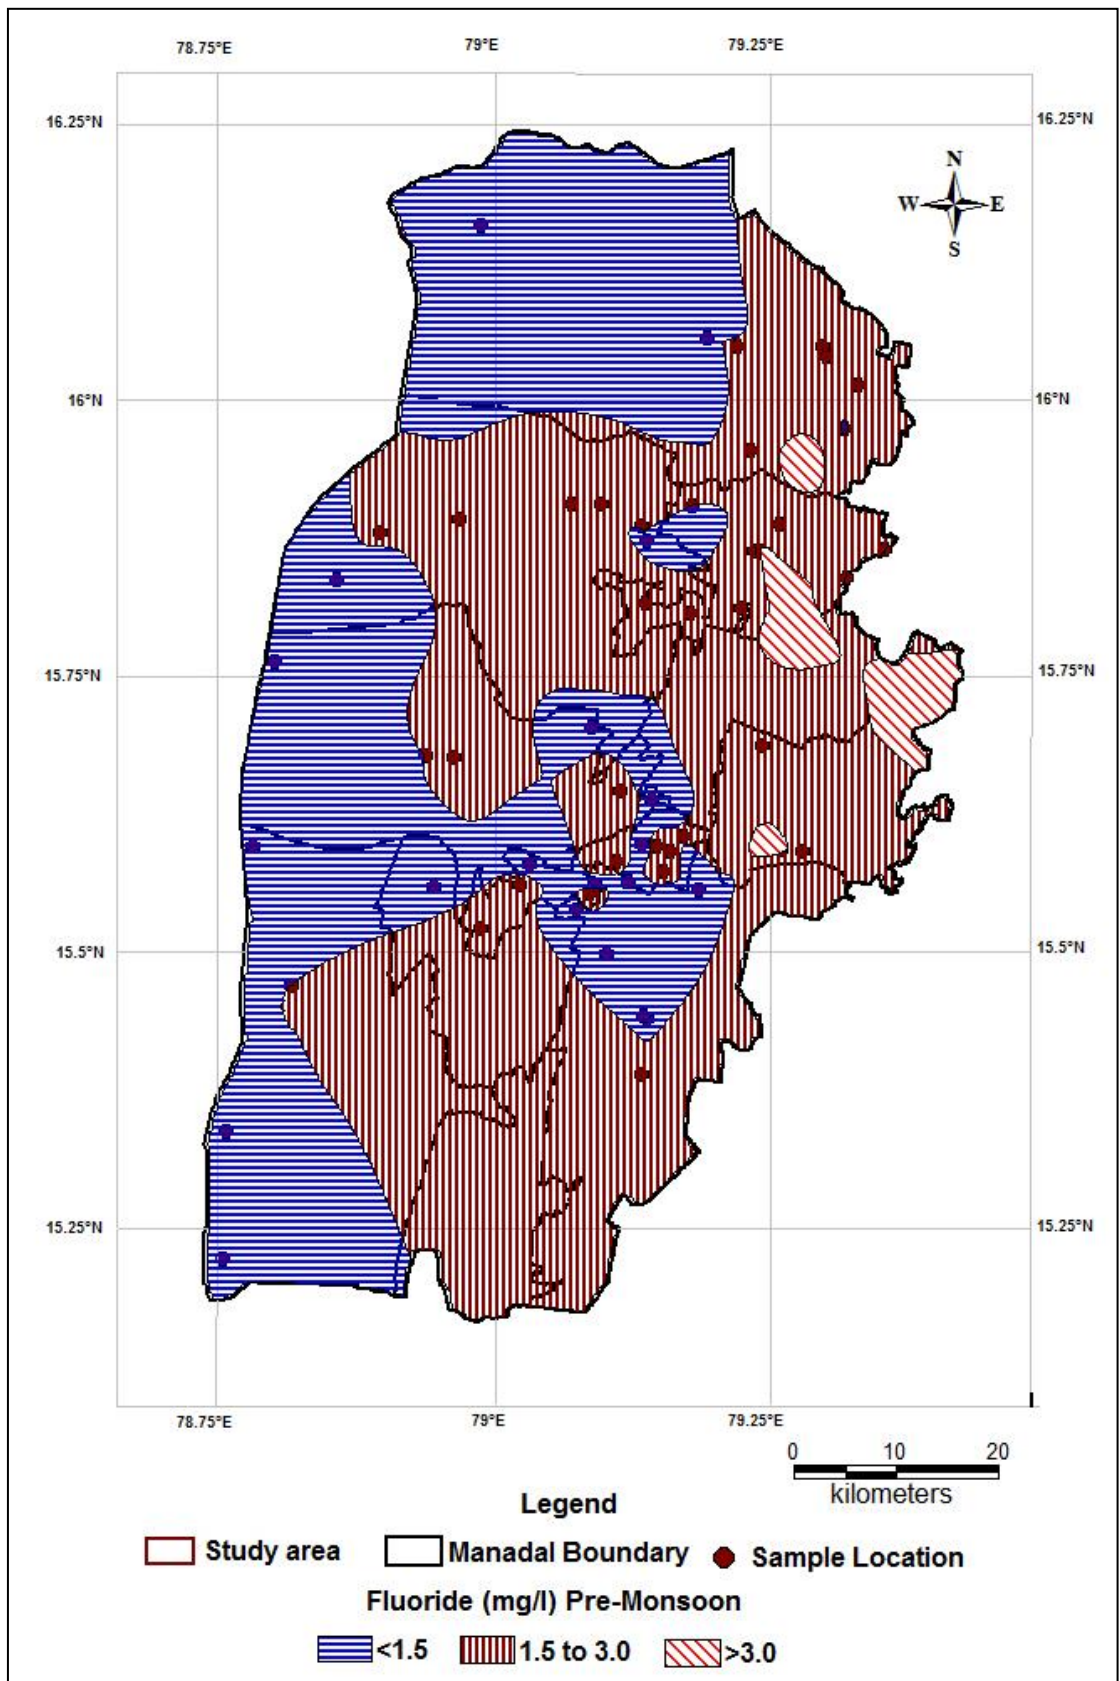 78.75°E 79°E 79.25°E
16.25°N 16.25°N
N
W E
S
16°N 16°N
15.75°N 15.75°N
15.5°N 15.5°N
15.25°N 15.25°N
78.75°E 79°E 79.25°E
0 10 20
kilometers
Legend
Study area Manadal Boundary Sample Location
Fluoride (mg/l) Pre-Monsoon
<1.5 1.5 to 3.0 >3.0